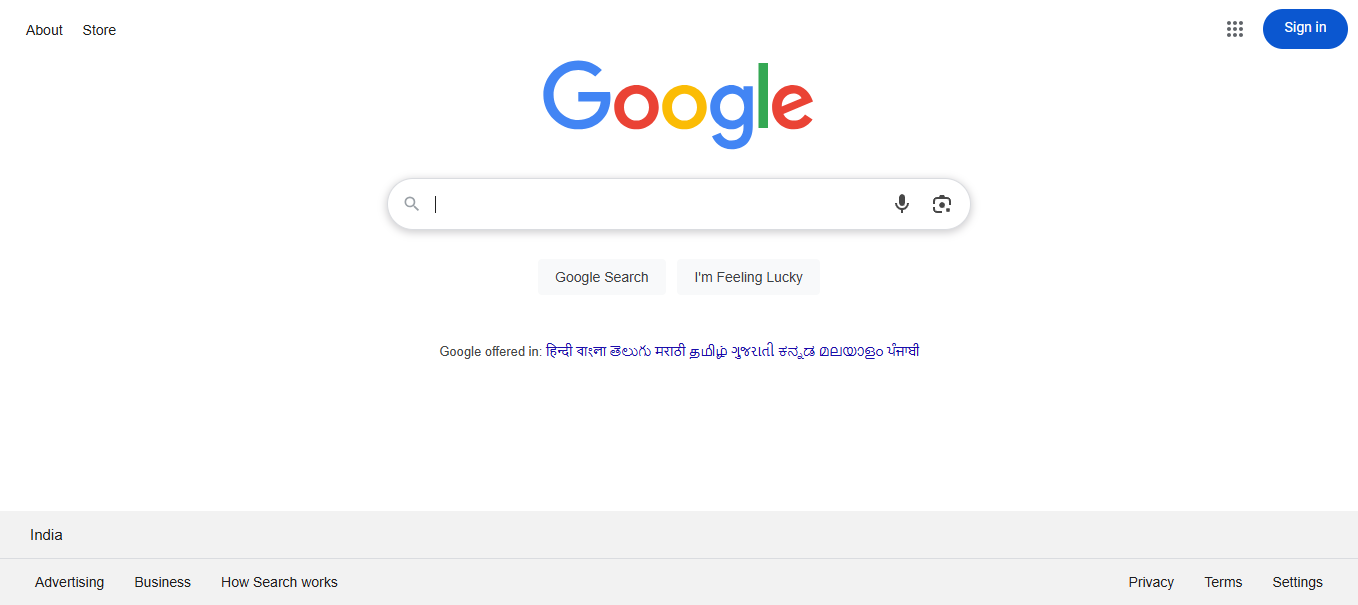 About Store Sign in
Google
Google Search I'm Feeling Lucky
Google offered in: हिन्दी বাংলা తెలుగు मराठी தமிழ் ગુજરાતી ಕನ್ನಡ മലയാളം ਪੰਜਾਬੀ
India
Advertising Business How Search works Privacy Terms Settings